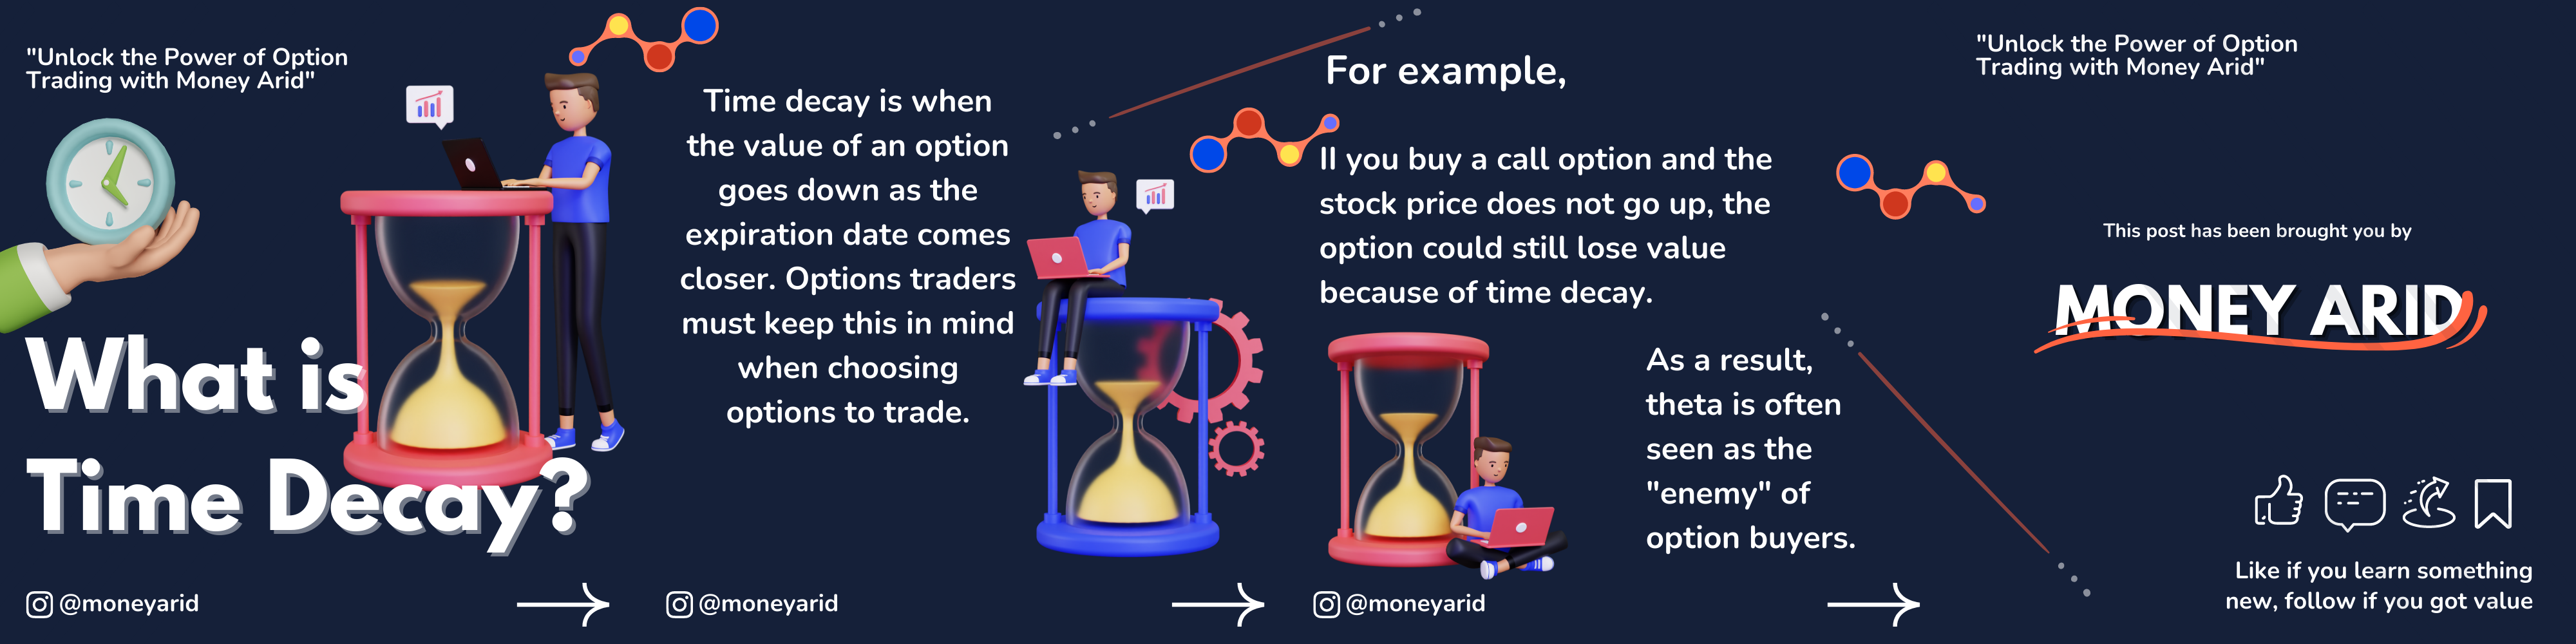 "Unlock the Power of Option
Trading with Money Arid"
What is
Time Decay?
@moneyarid
Time decay is when
the value of an option
goes down as the
expiration date comes
closer. Options traders
must keep this in mind
when choosing
options to trade.
@moneyarid
For example,
II you buy a call option and the
stock price does not go up, the
option could still lose value
because of time decay.
As a result,
theta is often
seen as the
"enemy" of
option buyers.
@moneyarid
"Unlock the Power of Option
Trading with Money Arid"
This post has been brought you by
MONEY ARID
Like if you learn something
new, follow if you got value